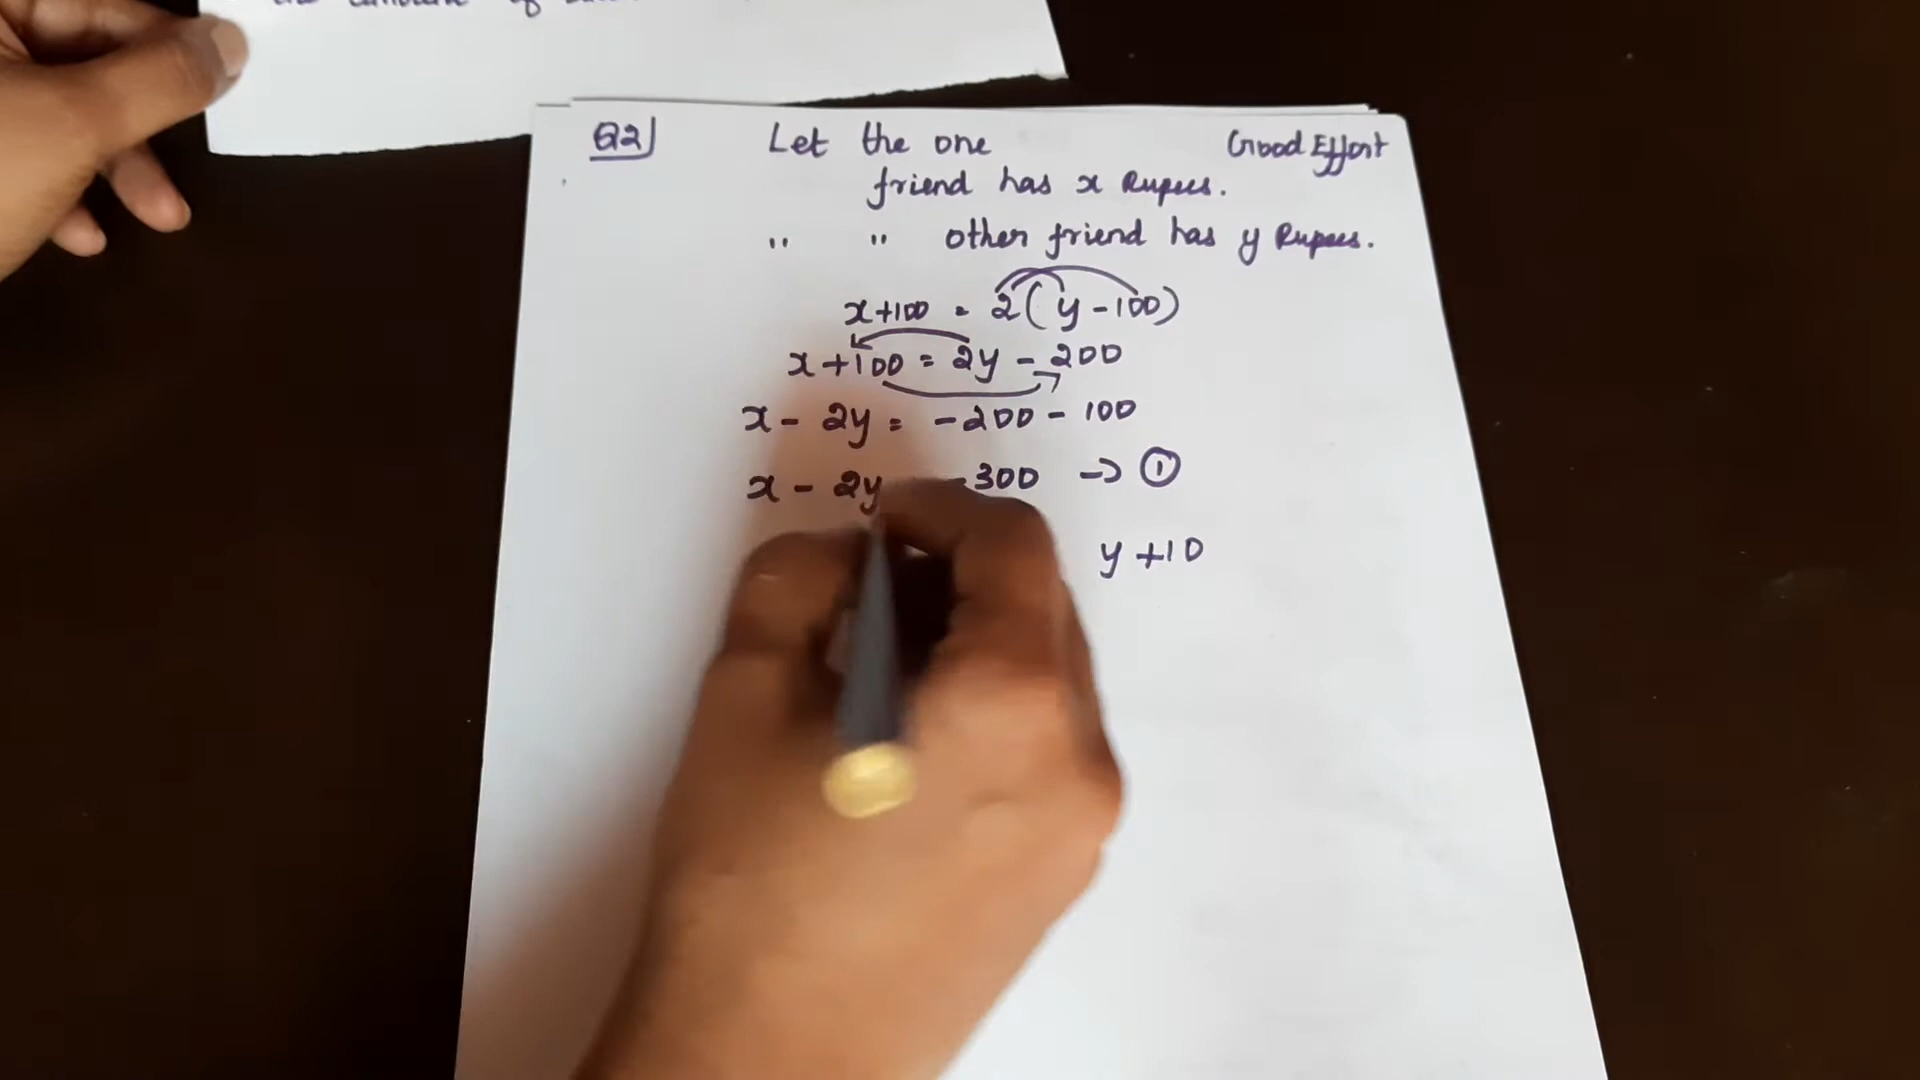 Q2) Let the one Good Effort
friend has x Rupees.
" " other friend has y Rupees.
x+100 = 2(y-100)
x+100 = 2y - 200
x - 2y = -200 - 100
x - 2y -300 -> ①
y +10